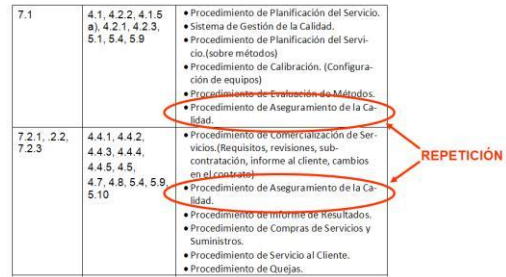 7.1
4.1, 4.2.2, 4.1.5
a), 4.2.1, 4.2.3,
5.1, 5.4, 5.9
• Procedimiento de Planificación del Servicio.
• Sistema de Gestión de la Calidad.
• Procedimiento de Planificación del Servi-
cio.(sobre métodos)
• Procedimiento de Calibración. (Configura-
ción de equipos)
• Procedimiento de Evaluación de Métodos.
• Procedimiento de Aseguramiento de la Ca-
lidad.
7.2.1, .2.2,
7.2.3
4.4.1, 4.4.2,
4.4.3, 4.4.4,
4.4.5, 4.5,
4.7, 4.8, 5.4, 5.9,
5.10
• Procedimiento de Comercialización de Ser-
vicios.(Requisitos, revisiones, sub-
contratación, informe al cliente, cambios
en el contrato)
• Procedimiento de Aseguramiento de la Ca-
lidad.
• Procedimiento de Informe de Resultados.
• Procedimiento de Compras de Servicios y
Suministros.
• Procedimiento de Servicio al Cliente.
• Procedimiento de Quejas.
REPETICIÓN